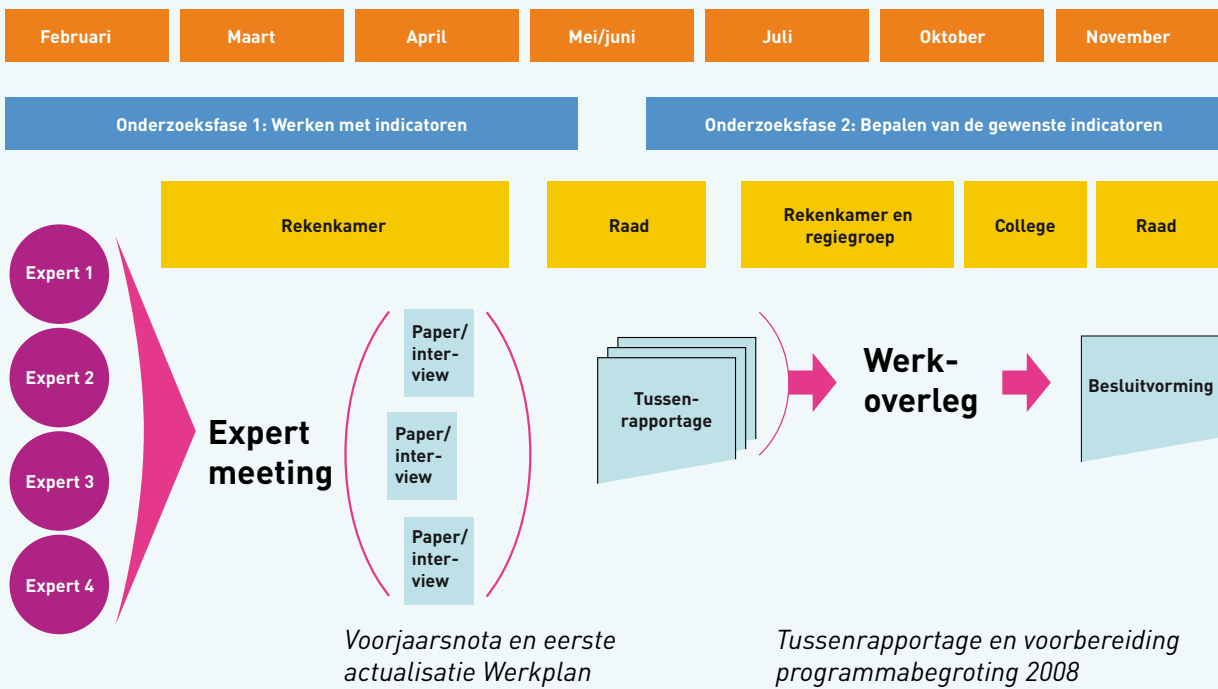 Februari
Maart
April
Mei/juni
Juli
Oktober
November
Onderzoeksfase 1: Werken met indicatoren
Onderzoeksfase 2: Bepalen van de gewenste indicatoren
Rekenkamer
Raad
Rekenkamer en
regiegroep
College
Raad
Expert 1
Expert 2
Expert 3
Expert 4
Expert
meeting
Paper/
inter-
view
Paper/
inter-
view
Paper/
inter-
view
Tussen-
rapportage
Werk-
overleg
Besluitvorming
Voorjaarsnota en eerste
actualisatie Werkplan
Tussenrapportage en voorbereiding
programmabegroting 2008